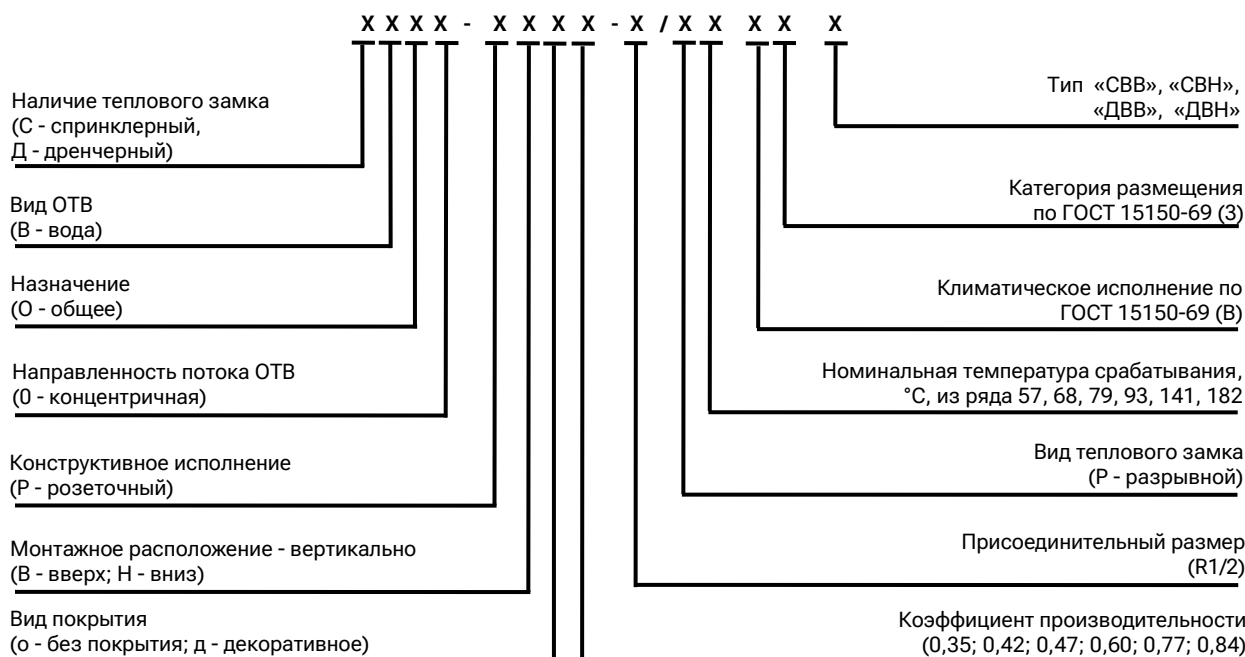 X X X X - X X X X - X / X X X X X
Наличие теплового замка
(С - спринклерный,
Д - дренчерный)
Вид ОТВ
(В - вода)
Назначение
(О - общее)
Направленность потока ОТВ
(0 - концентричная)
Конструктивное исполнение
(Р - розеточный)
Монтажное расположение - вертикально
(В - вверх; Н - вниз)
Вид покрытия
(о - без покрытия; д - декоративное)
Тип «СВВ», «СВН»,
«ДВВ», «ДВН»
Категория размещения
по ГОСТ 15150-69 (3)
Климатическое исполнение по
ГОСТ 15150-69 (В)
Номинальная температура срабатывания,
°С, из ряда 57, 68, 79, 93, 141, 182
Вид теплового замка
(Р - разрывной)
Присоединительный размер
(R1/2)
Коэффициент производительности
(0,35; 0,42; 0,47; 0,60; 0,77; 0,84)